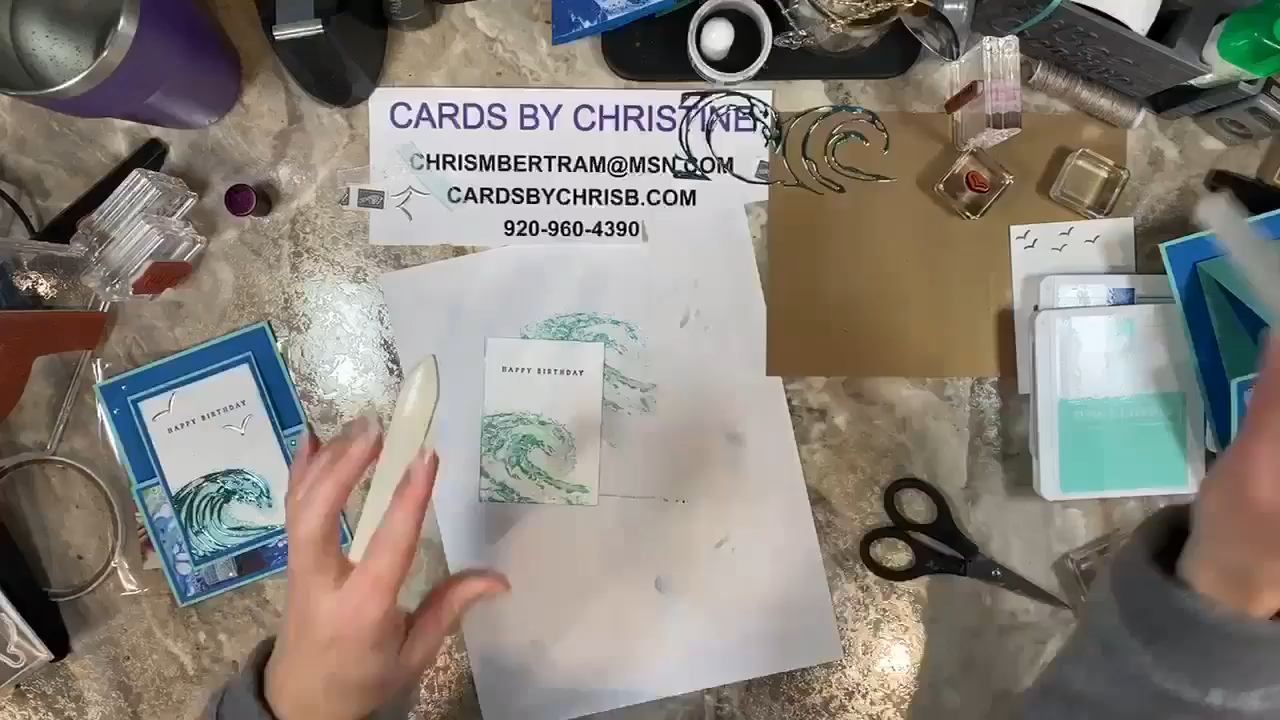 CARDS BY CHRISTINE
CHRISMBERTRAM@MSN.COM
CARDSBYCHRISB.COM
920-960-4390
HAPPY BIRTHDAY
HAPPY BIRTHDAY